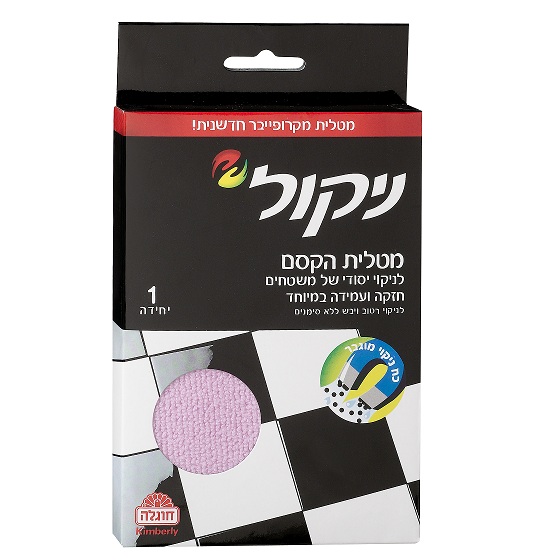 מטלית מקרופייבר חדשנית!
ניקול
מטלית הקסם
לניקוי יסודי של משטחים
חזקה ועמידה במיוחד
לניקוי רטוב ויבש ללא סימנים
1
יחידה
כח ניקוי מוגבר
חוגלה
Kimberly